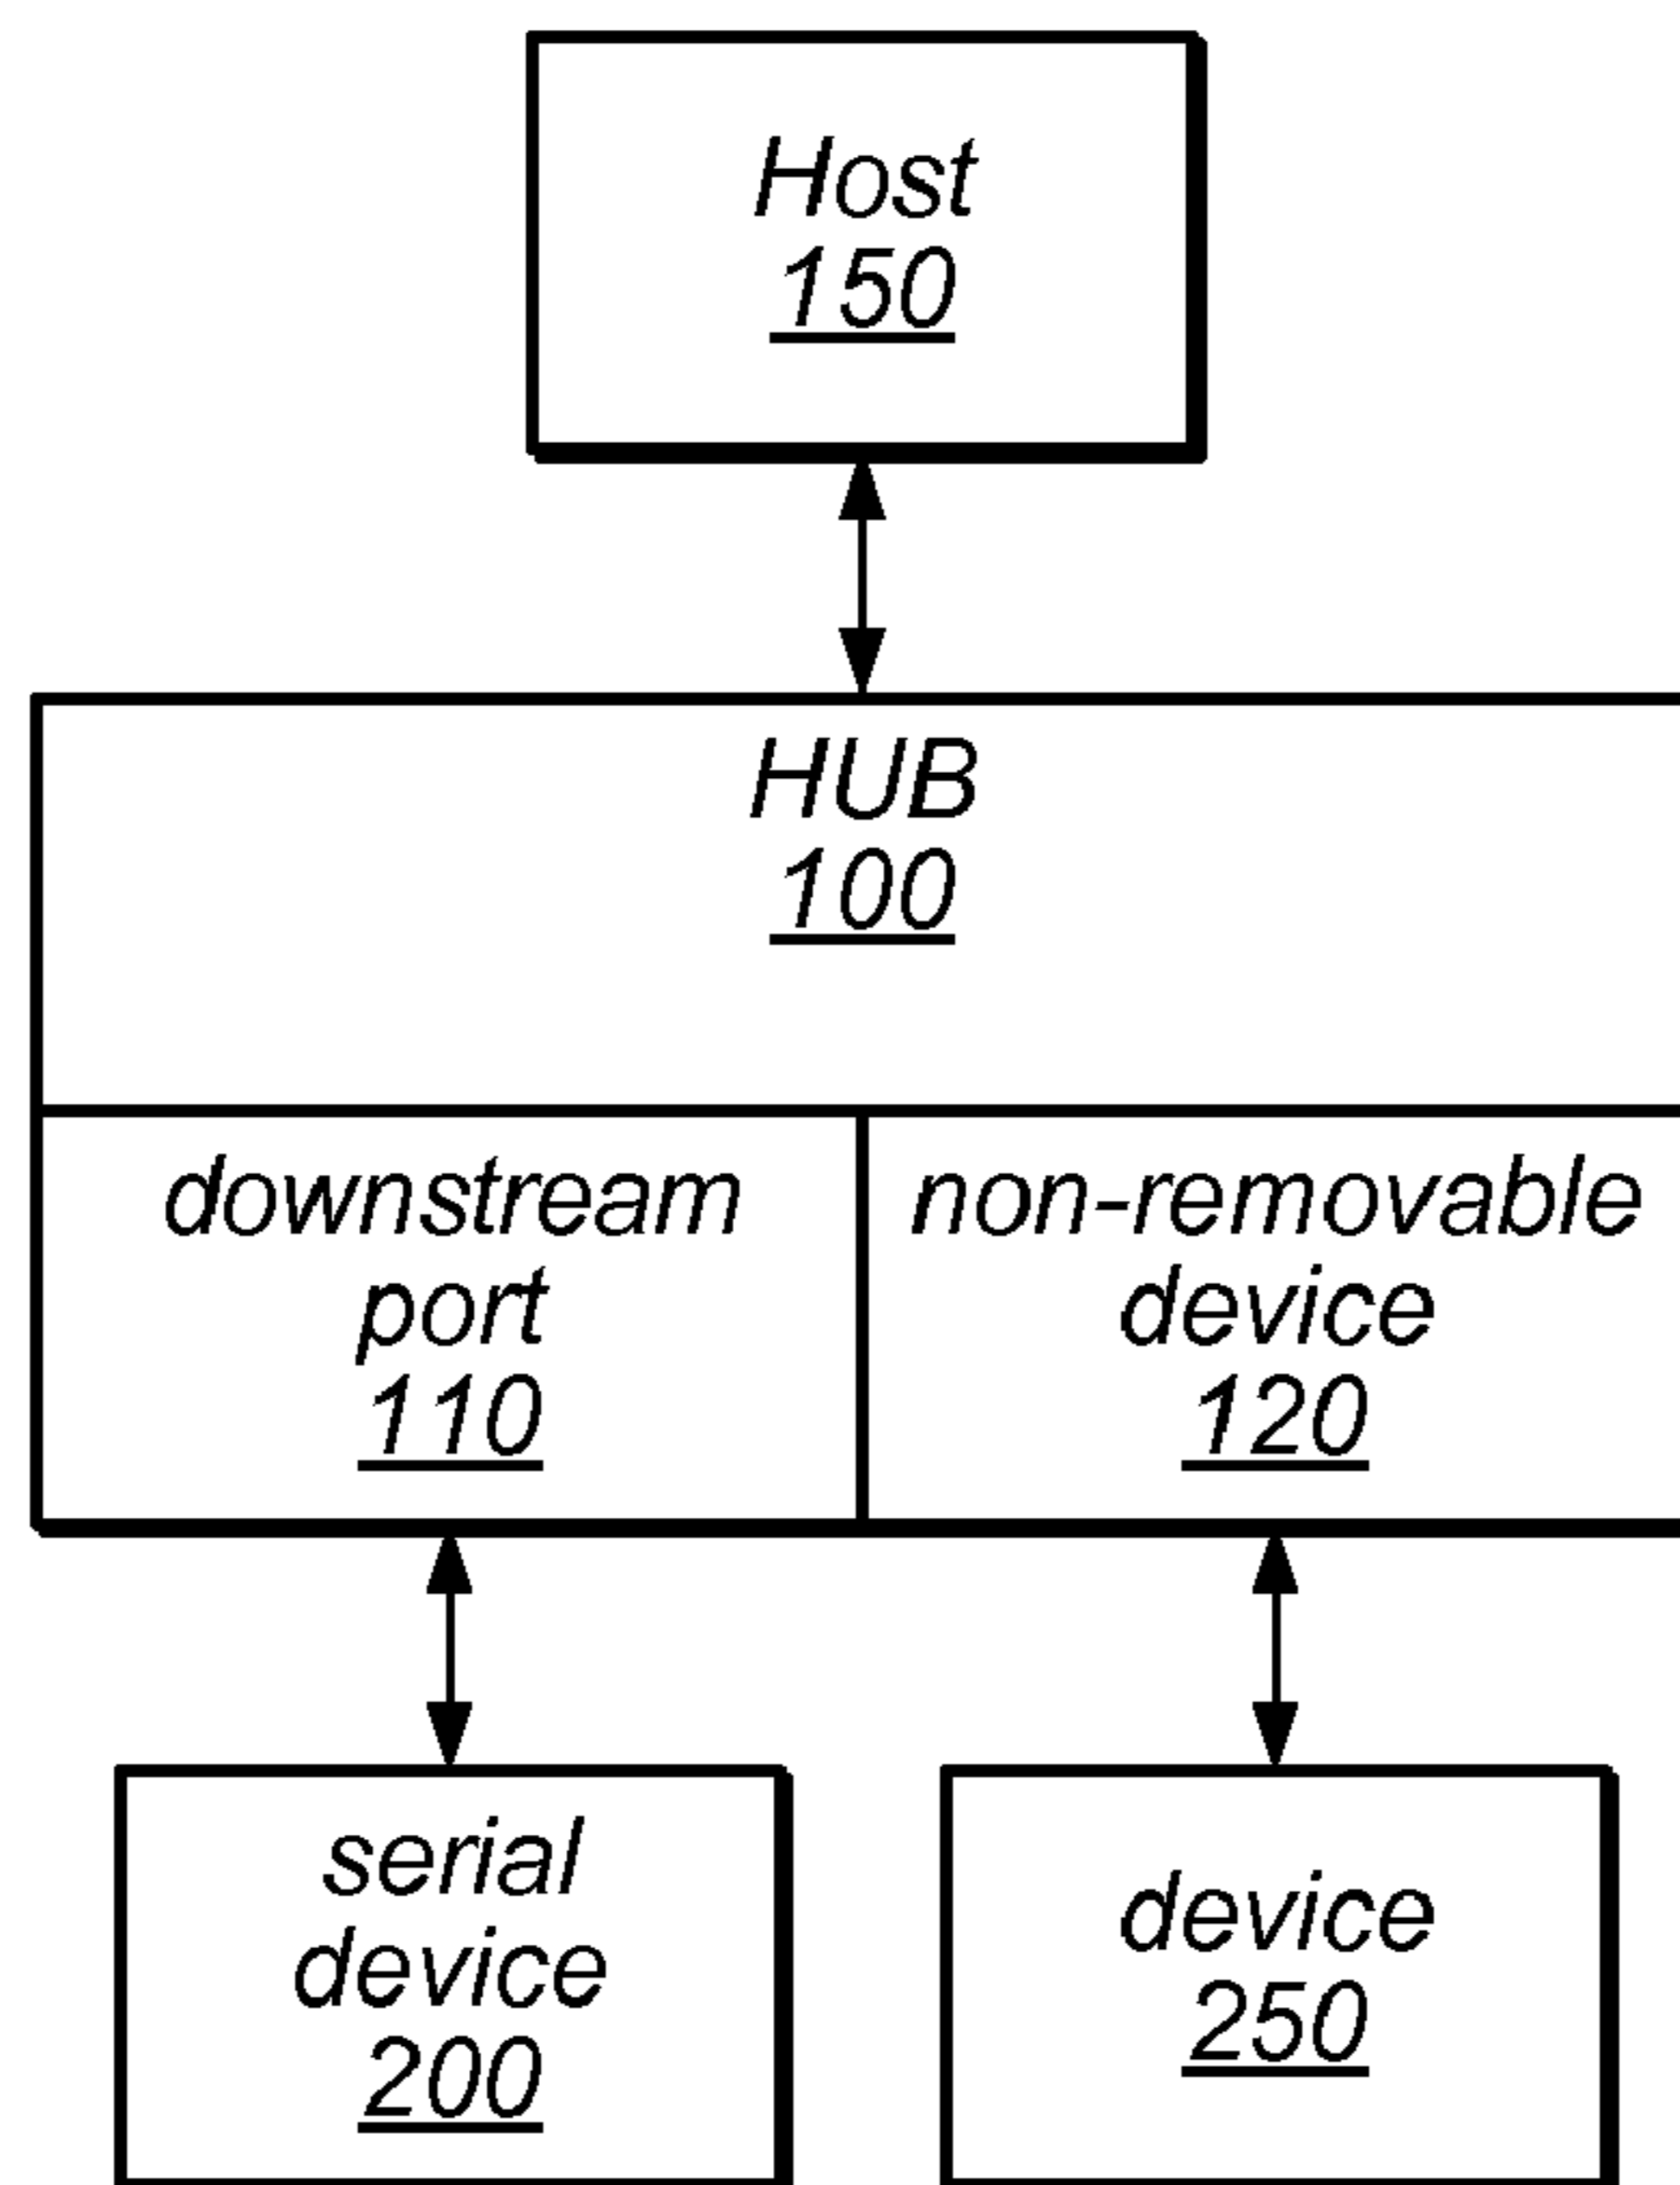 Host
150
HUB
100
downstream
port
110
non-removable
device
120
serial
device
200
device
250